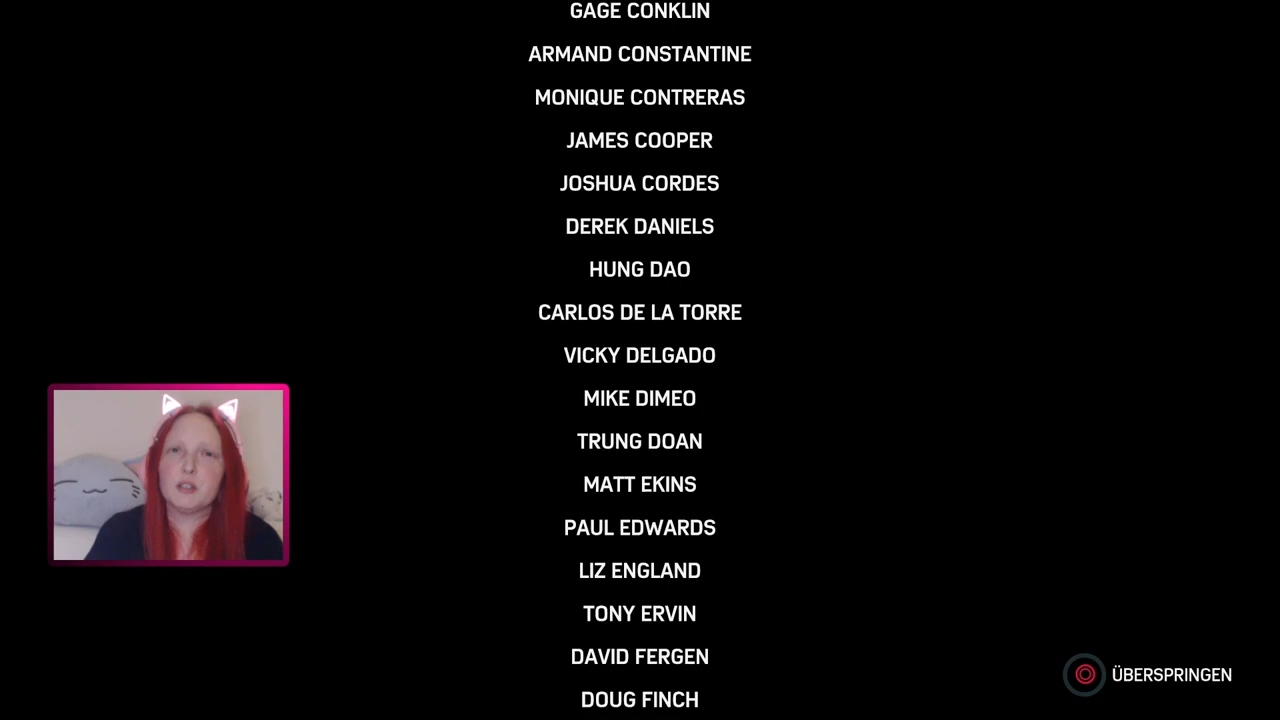 GAGE CONKLIN
ARMAND CONSTANTINE
MONIQUE CONTRERAS
JAMES COOPER
JOSHUA CORDES
DEREK DANIELS
HUNG DAO
CARLOS DE LA TORRE
VICKY DELGADO
MIKE DIMEO
TRUNG DOAN
MATT EKINS
PAUL EDWARDS
LIZ ENGLAND
TONY ERVIN
DAVID FERGEN
ÜBERSPRINGEN
DOUG FINCH